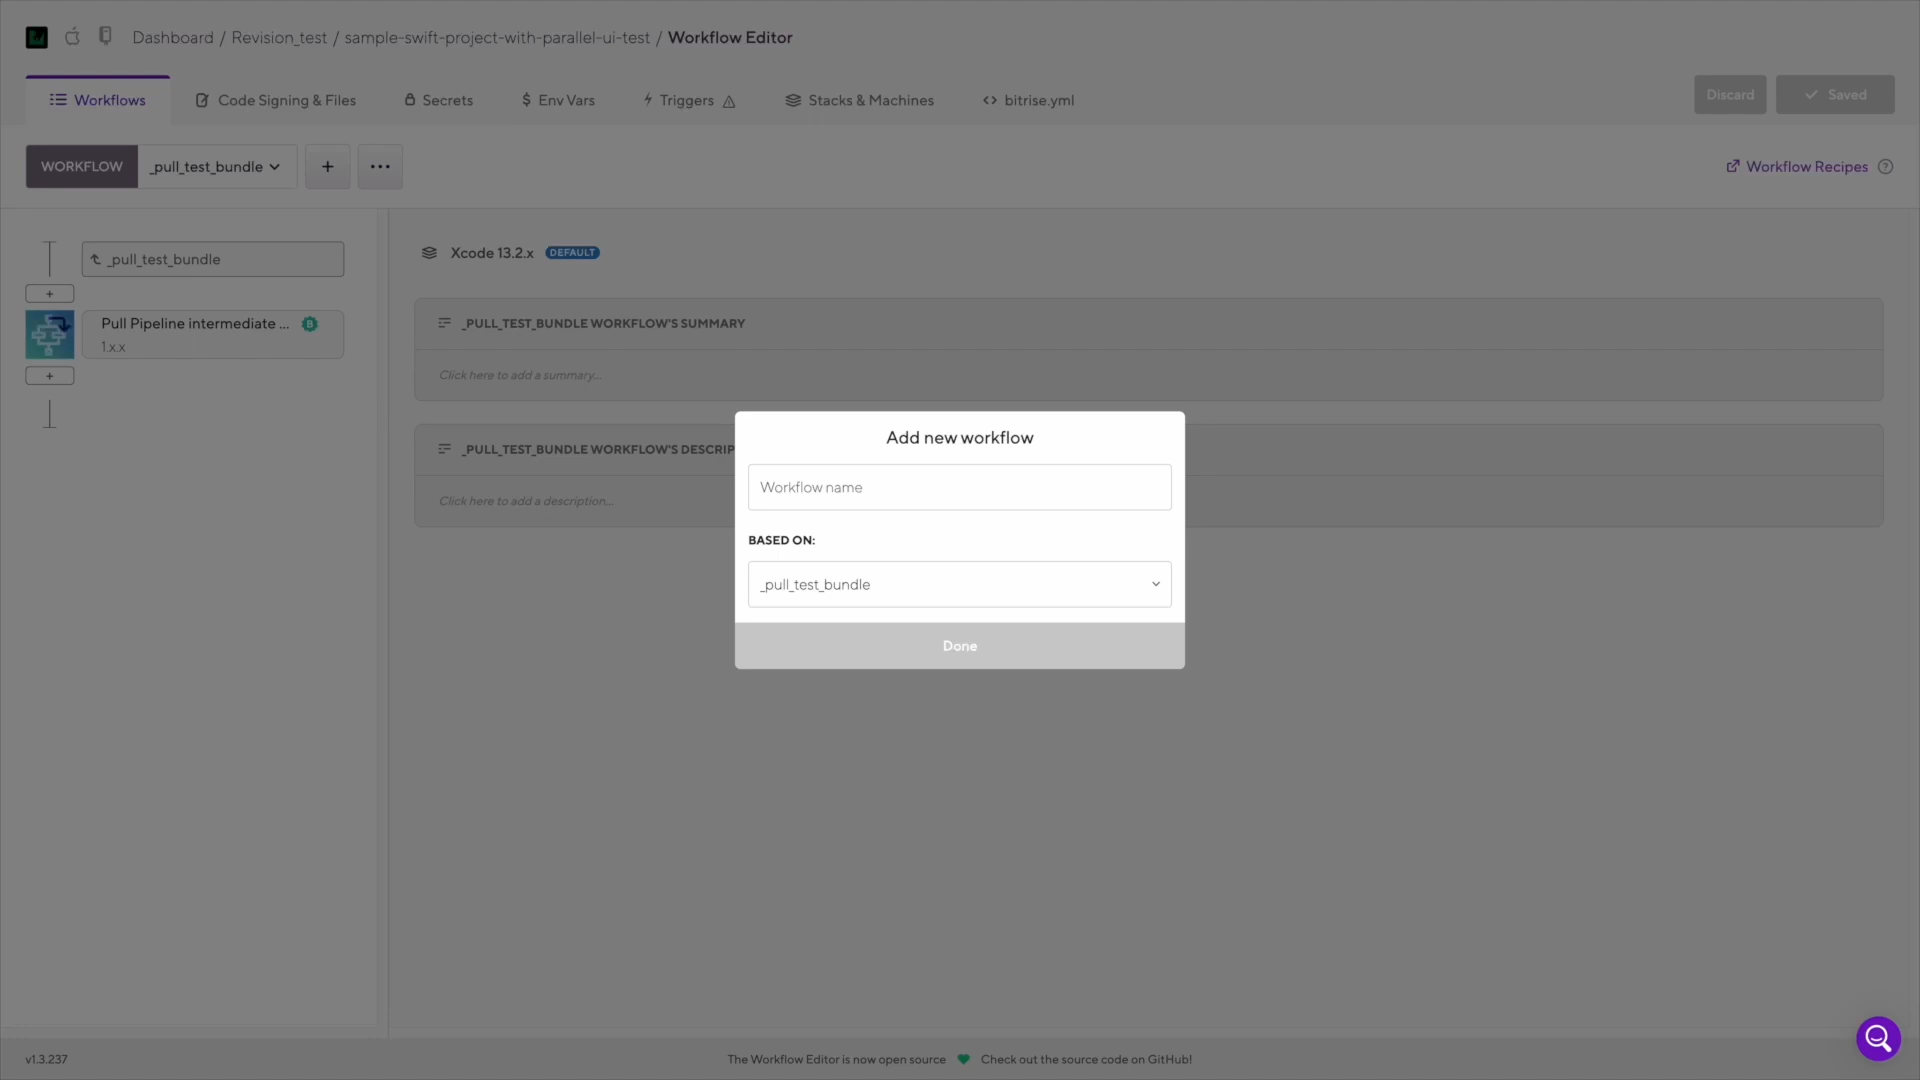 Dashboard / Revision_test / sample-swift-project-with-parallel-ui-test / Workflow Editor
Workflows
Code Signing & Files
Secrets
$ Env Vars
Triggers
Stacks & Machines
<> bitrise.yml
Discard
Saved
WORKFLOW
_pull_test_bundle
+
...
Workflow Recipes ?
_pull_test_bundle
+
Pull Pipeline intermediate ... B
1.x.x
+
Xcode 13.2.x DEFAULT
_PULL_TEST_BUNDLE WORKFLOW'S SUMMARY
Click here to add a summary...
_PULL_TEST_BUNDLE WORKFLOW'S DESCRIP
Click here to add a description...
Add new workflow
Workflow name
BASED ON:
_pull_test_bundle
Done
v1.3.237
The Workflow Editor is now open source Check out the source code on GitHub!